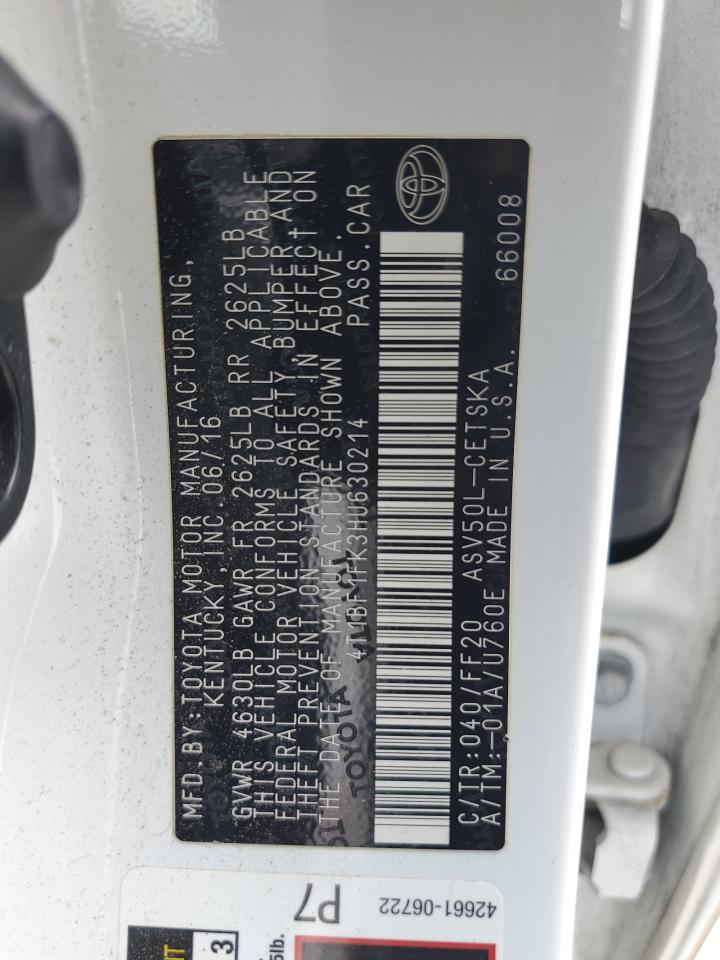 MFD.BY:TOYOTA MOTOR MANUFACTURING,
KENTUCKY, INC. 06/16
GVWR 4630LB GAWR FR 2625LB RR 2625LB
THIS VEHICLE CONFORMS TO ALL APPLICABLE
FEDERAL MOTOR VEHICLE SAFETY, BUMPER, AND
THEFT PREVENTION STANDARDS IN EFFECT ON
THE DATE OF MANUFACTURE SHOWN ABOVE.
4T1BF1FK3HU630214 PASS.CAR
C/TR:040/FF20 ASV50L-CETSKA
A/TM:-01A/U760E MADE IN U.S.A. 66008
TOYOTA
P7
42661-06722
3
5lb.